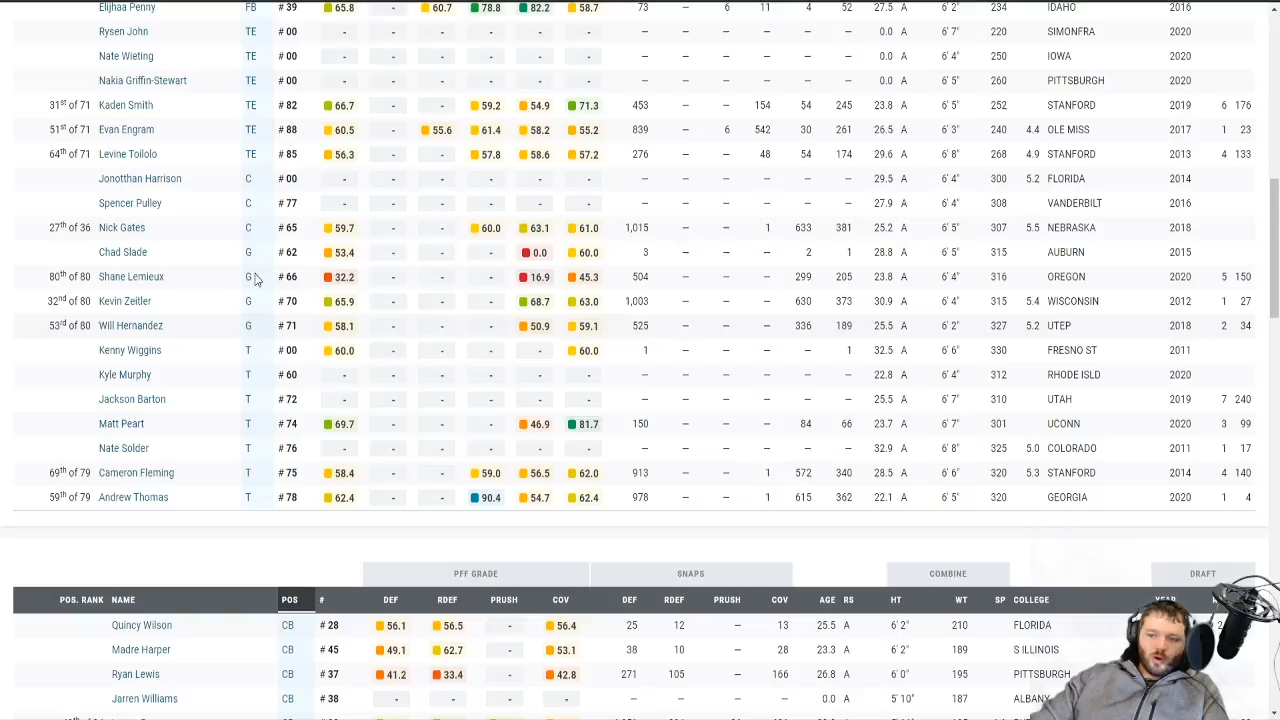 Elijhaa Penny FB # 39 65.8 - 60.7 78.8 82.2 58.7 73 — 6 11 4 52 27.5 A 6' 2" 234 IDAHO 2016
Rysen John TE # 00 - - - - - - — — — — — — 0.0 A 6' 7" 220 SIMONFRA 2020
Nate Wieting TE # 00 - - - - - - — — — — — — 0.0 A 6' 4" 250 IOWA 2020
Nakia Griffin-Stewart TE # 00 - - - - - - — — — — — — 0.0 A 6' 5" 260 PITTSBURGH 2020
31st of 71 Kaden Smith TE # 82 66.7 - - 59.2 54.9 71.3 453 — — 154 54 245 23.8 A 6' 5" 252 STANFORD 2019 6 176
51st of 71 Evan Engram TE # 88 60.5 - 55.6 61.4 58.2 55.2 839 — 6 542 30 261 26.5 A 6' 3" 240 4.4 OLE MISS 2017 1 23
64th of 71 Levine Toilolo TE # 85 56.3 - - 57.8 58.6 57.2 276 — — 48 54 174 29.6 A 6' 8" 268 4.9 STANFORD 2013 4 133
Jonotthan Harrison C # 00 - - - - - - — — — — — — 29.5 A 6' 4" 300 5.2 FLORIDA 2014
Spencer Pulley C # 77 - - - - - - — — — — — — 27.9 A 6' 4" 308 VANDERBILT 2016
27th of 36 Nick Gates C # 65 59.7 - - 60.0 63.1 61.0 1,015 — — 1 633 381 25.2 A 6' 5" 307 5.5 NEBRASKA 2018
Chad Slade G # 62 53.4 - - - 0.0 60.0 3 — — — 2 1 28.8 A 6' 5" 315 AUBURN 2015
80th of 80 Shane Lemieux G # 66 32.2 - - - 16.9 45.3 504 — — — 299 205 23.8 A 6' 4" 316 OREGON 2020 5 150
32nd of 80 Kevin Zeitler G # 70 65.9 - - - 68.7 63.0 1,003 — — — 630 373 30.9 A 6' 4" 315 5.4 WISCONSIN 2012 1 27
53rd of 80 Will Hernandez G # 71 58.1 - - - 50.9 59.1 525 — — — 336 189 25.5 A 6' 2" 327 5.2 UTEP 2018 2 34
Kenny Wiggins T # 00 60.0 - - - - 60.0 1 — — — — 1 32.5 A 6' 6" 330 FRESNO ST 2011
Kyle Murphy T # 60 - - - - - - — — — — — — 22.8 A 6' 4" 312 RHODE ISLD 2020
Jackson Barton T # 72 - - - - - - — — — — — — 25.5 A 6' 7" 310 UTAH 2019 7 240
Matt Peart T # 74 69.7 - - - 46.9 81.7 150 — — — 84 66 23.7 A 6' 7" 301 UCONN 2020 3 99
Nate Solder T # 76 - - - - - - — — — — — — 32.9 A 6' 8" 325 5.0 COLORADO 2011 1 17
69th of 79 Cameron Fleming T # 75 58.4 - - 59.0 56.5 62.0 913 — — 1 572 340 28.5 A 6' 6" 320 5.3 STANFORD 2014 4 140
59th of 79 Andrew Thomas T # 78 62.4 - - 90.4 54.7 62.4 978 — — 1 615 362 22.1 A 6' 5" 320 GEORGIA 2020 1 4
PFF GRADE SNAPS COMBINE DRAFT
POS. RANK NAME POS # DEF RDEF PRUSH COV DEF RDEF PRUSH COV AGE RS HT WT SP COLLEGE
Quincy Wilson CB # 28 56.1 56.5 - 56.4 25 12 — 13 25.5 A 6' 2" 210 FLORIDA
Madre Harper CB # 45 49.1 62.7 - 53.1 38 10 — 28 23.3 A 6' 2" 189 S ILLINOIS
Ryan Lewis CB # 37 41.2 33.4 - 42.8 271 105 — 166 26.8 A 6' 0" 195 PITTSBURGH
Jarren Williams CB # 38 - - - - — — — — 0.0 A 5' 10" 187 ALBANY